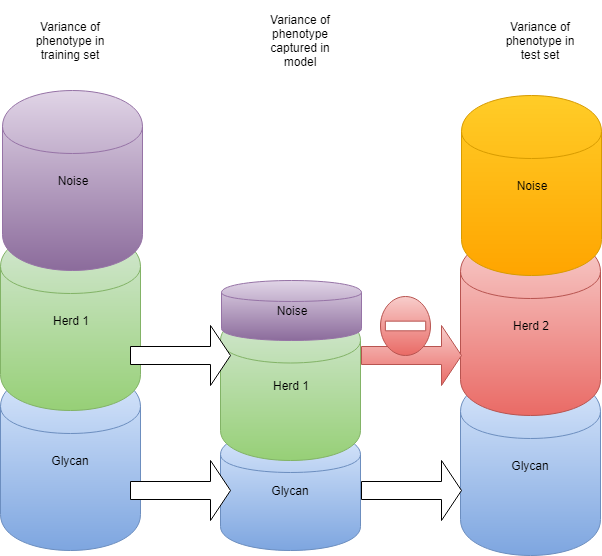 Variance of
phenotype in
training set
Variance of
phenotype
captured in
model
Variance of
phenotype in
test set
Noise
Herd 1
Glycan
Noise
Herd 1
Glycan
Noise
Herd 2
Glycan